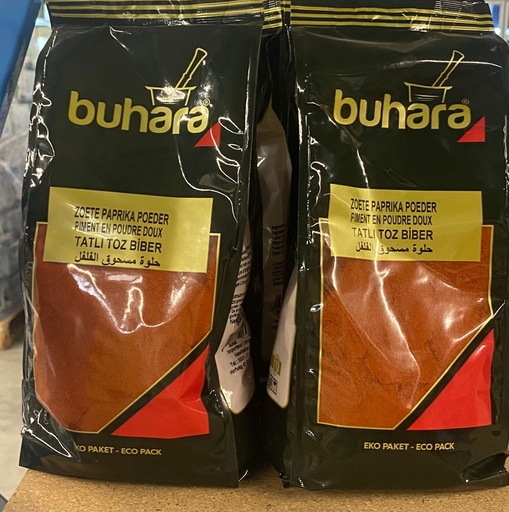 buhara
ZOETE PAPRIKA POEDER
PIMENT EN POUDRE DOUX
TATLI TOZ BİBER
حلوة مسحوق الفلفل
KO PAKET - ECO PACK
buhara
ZOETE PAPRIKA POEDER
PIMENT EN POUDRE DOUX
TATLI TOZ BİBER
حلوة مسحوق الفلفل
EKO PAKET - ECO PACK